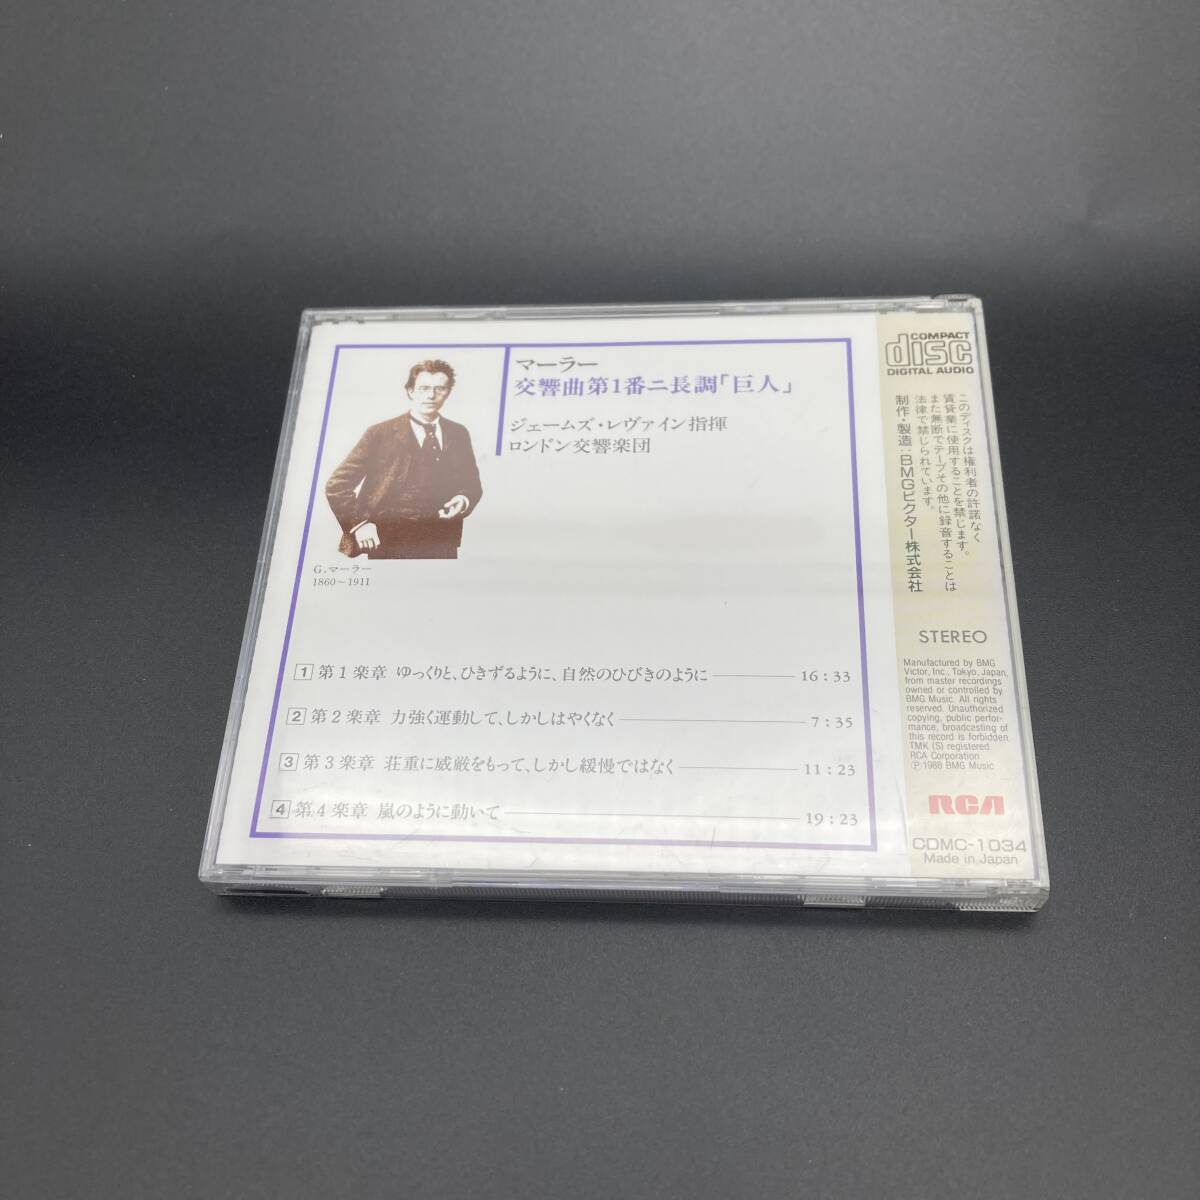 マーラー
交響曲第1番ニ長調「巨人」
ジェームズ・レヴァイン指揮
ロンドン交響楽団
G.マーラー
1860〜1911
1 第1楽章 ゆっくりと、ひきずるように、自然のひびきのように 16:33
2 第2楽章 力強く運動して、しかしはやくなく 7:35
3 第3楽章 荘重に威厳をもって、しかし緩慢ではなく 11:23
4 第4楽章 嵐のように動いて 19:23
COMPACT
disc
DIGITAL AUDIO
このディスクは権利者の許諾なく
賃貸業に使用することを禁じます。
また無断でテープその他に録音することは
法律で禁じられています。
制作・製造:BMGビクター株式会社
STEREO
Manufactured by BMG
Victor, Inc., Tokyo, Japan,
from master recordings
owned or controlled by
BMG Music. All rights
reserved. Unauthorized
copying, public perfor-
mance, broadcasting of
this record is forbidden.
TMK (S) registered.
RCA Corporation.
Ⓟ1988 BMG Music
RCA
CDMC-1034
Made in Japan